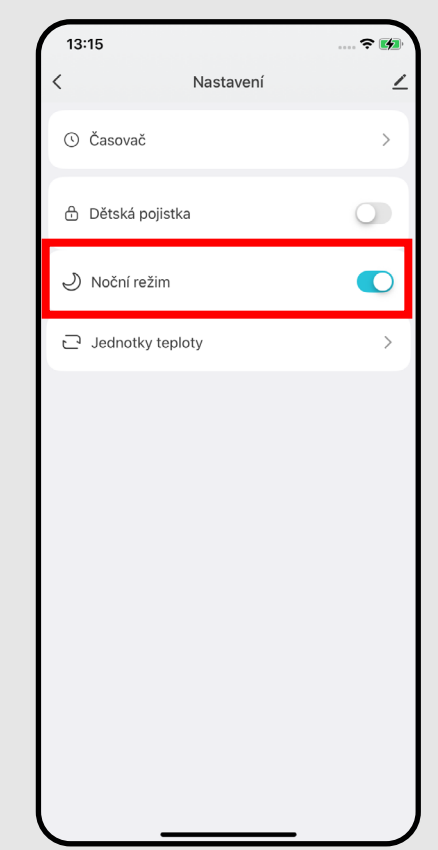 13:15
Nastavení
Časovač
Dětská pojistka
Noční režim
Jednotky teploty